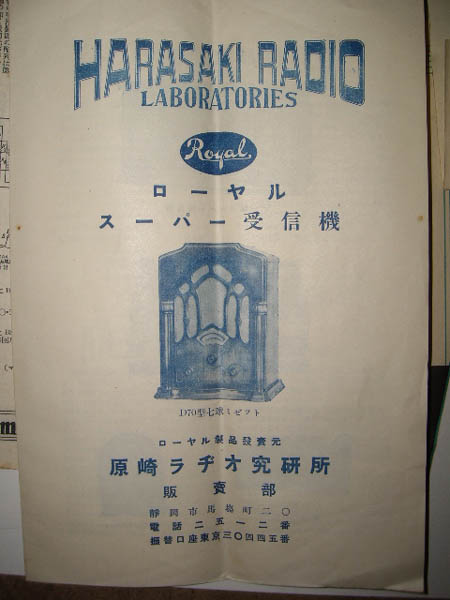 HARASAKI RADIO
LABORATORIES
Royal
ローヤル
スーパー受信機
D70型七球ミゼット
ローヤル製品發賣元
原崎ラヂオ究研所
販賣部
靜岡市馬場町二〇
電話二五一二番
振替口座東京三〇四四五番